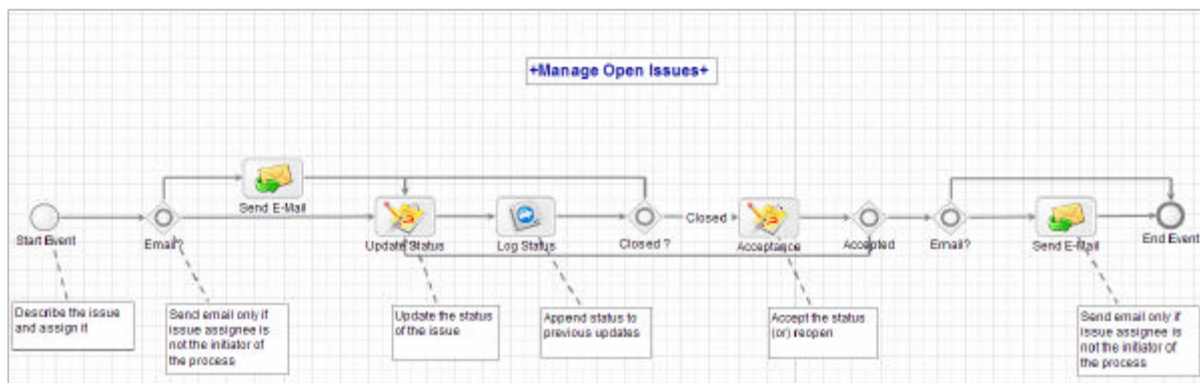 +Manage Open Issues+
Send E-Mail
Start Event
Email?
Update Status
Log Status
Closed ?
Closed
Acceptance
Accepted
Email?
Send E-Mail
End Event
Describe the issue
and assign it
Send email only if
issue assignee is
not the initiator of
the process
Update the status
of the issue
Append status to
previous updates
Accept the status
(or) reopen
Send email only if
issue assignee is
not the initiator of
the process